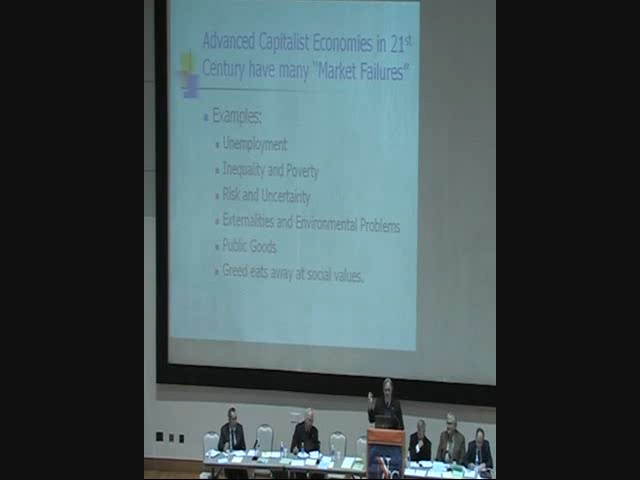 Advanced Capitalist Economies in 21st
Century have many "Market Failures"
Examples:
Unemployment
Inequality and Poverty
Risk and Uncertainty
Externalities and Environmental Problems
Public Goods
Greed eats away at social values.